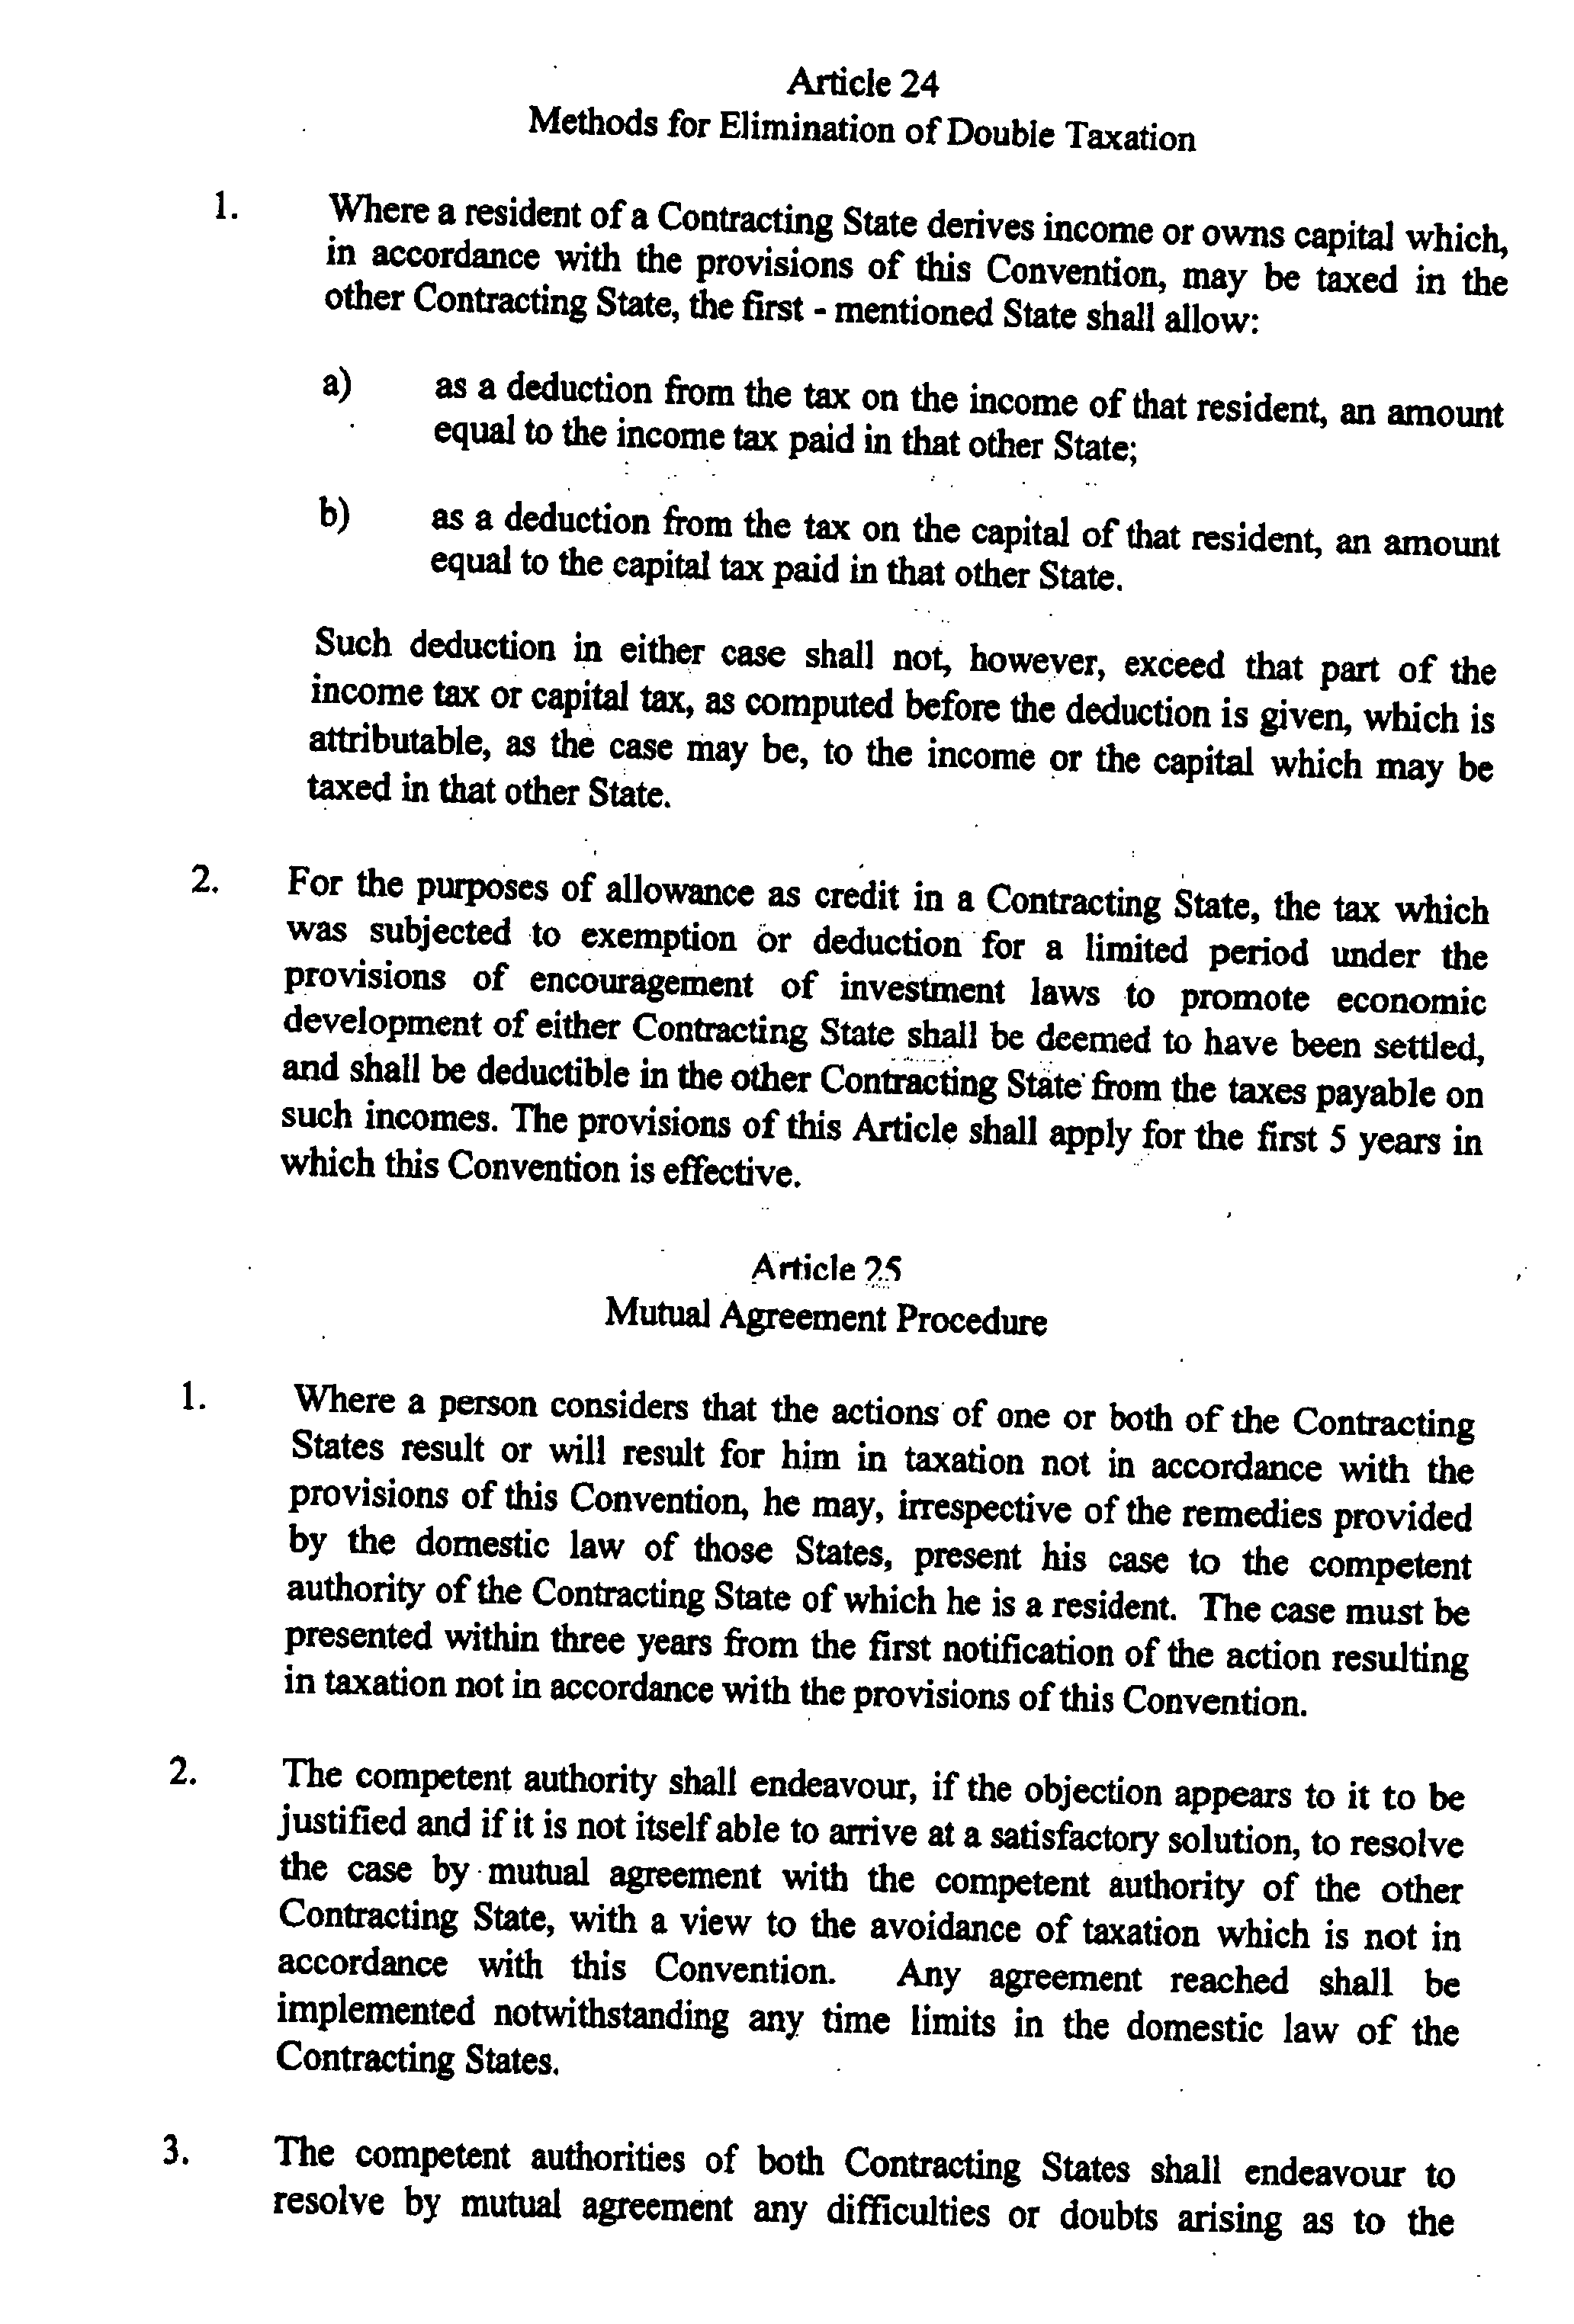 Article 24
Methods for Elimination of Double Taxation
1. Where a resident of a Contracting State derives income or owns capital which,
in accordance with the provisions of this Convention, may be taxed in the
other Contracting State, the first - mentioned State shall allow:
a) as a deduction from the tax on the income of that resident, an amount
equal to the income tax paid in that other State;
b) as a deduction from the tax on the capital of that resident, an amount
equal to the capital tax paid in that other State.
Such deduction in either case shall not, however, exceed that part of the
income tax or capital tax, as computed before the deduction is given, which is
attributable, as the case may be, to the income or the capital which may be
taxed in that other State.
2. For the purposes of allowance as credit in a Contracting State, the tax which
was subjected to exemption or deduction for a limited period under the
provisions of encouragement of investment laws to promote economic
development of either Contracting State shall be deemed to have been settled,
and shall be deductible in the other Contracting State from the taxes payable on
such incomes. The provisions of this Article shall apply for the first 5 years in
which this Convention is effective.
Article 25
Mutual Agreement Procedure
1. Where a person considers that the actions of one or both of the Contracting
States result or will result for him in taxation not in accordance with the
provisions of this Convention, he may, irrespective of the remedies provided
by the domestic law of those States, present his case to the competent
authority of the Contracting State of which he is a resident. The case must be
presented within three years from the first notification of the action resulting
in taxation not in accordance with the provisions of this Convention.
2. The competent authority shall endeavour, if the objection appears to it to be
justified and if it is not itself able to arrive at a satisfactory solution, to resolve
the case by mutual agreement with the competent authority of the other
Contracting State, with a view to the avoidance of taxation which is not in
accordance with this Convention. Any agreement reached shall be
implemented notwithstanding any time limits in the domestic law of the
Contracting States.
3. The competent authorities of both Contracting States shall endeavour to
resolve by mutual agreement any difficulties or doubts arising as to the